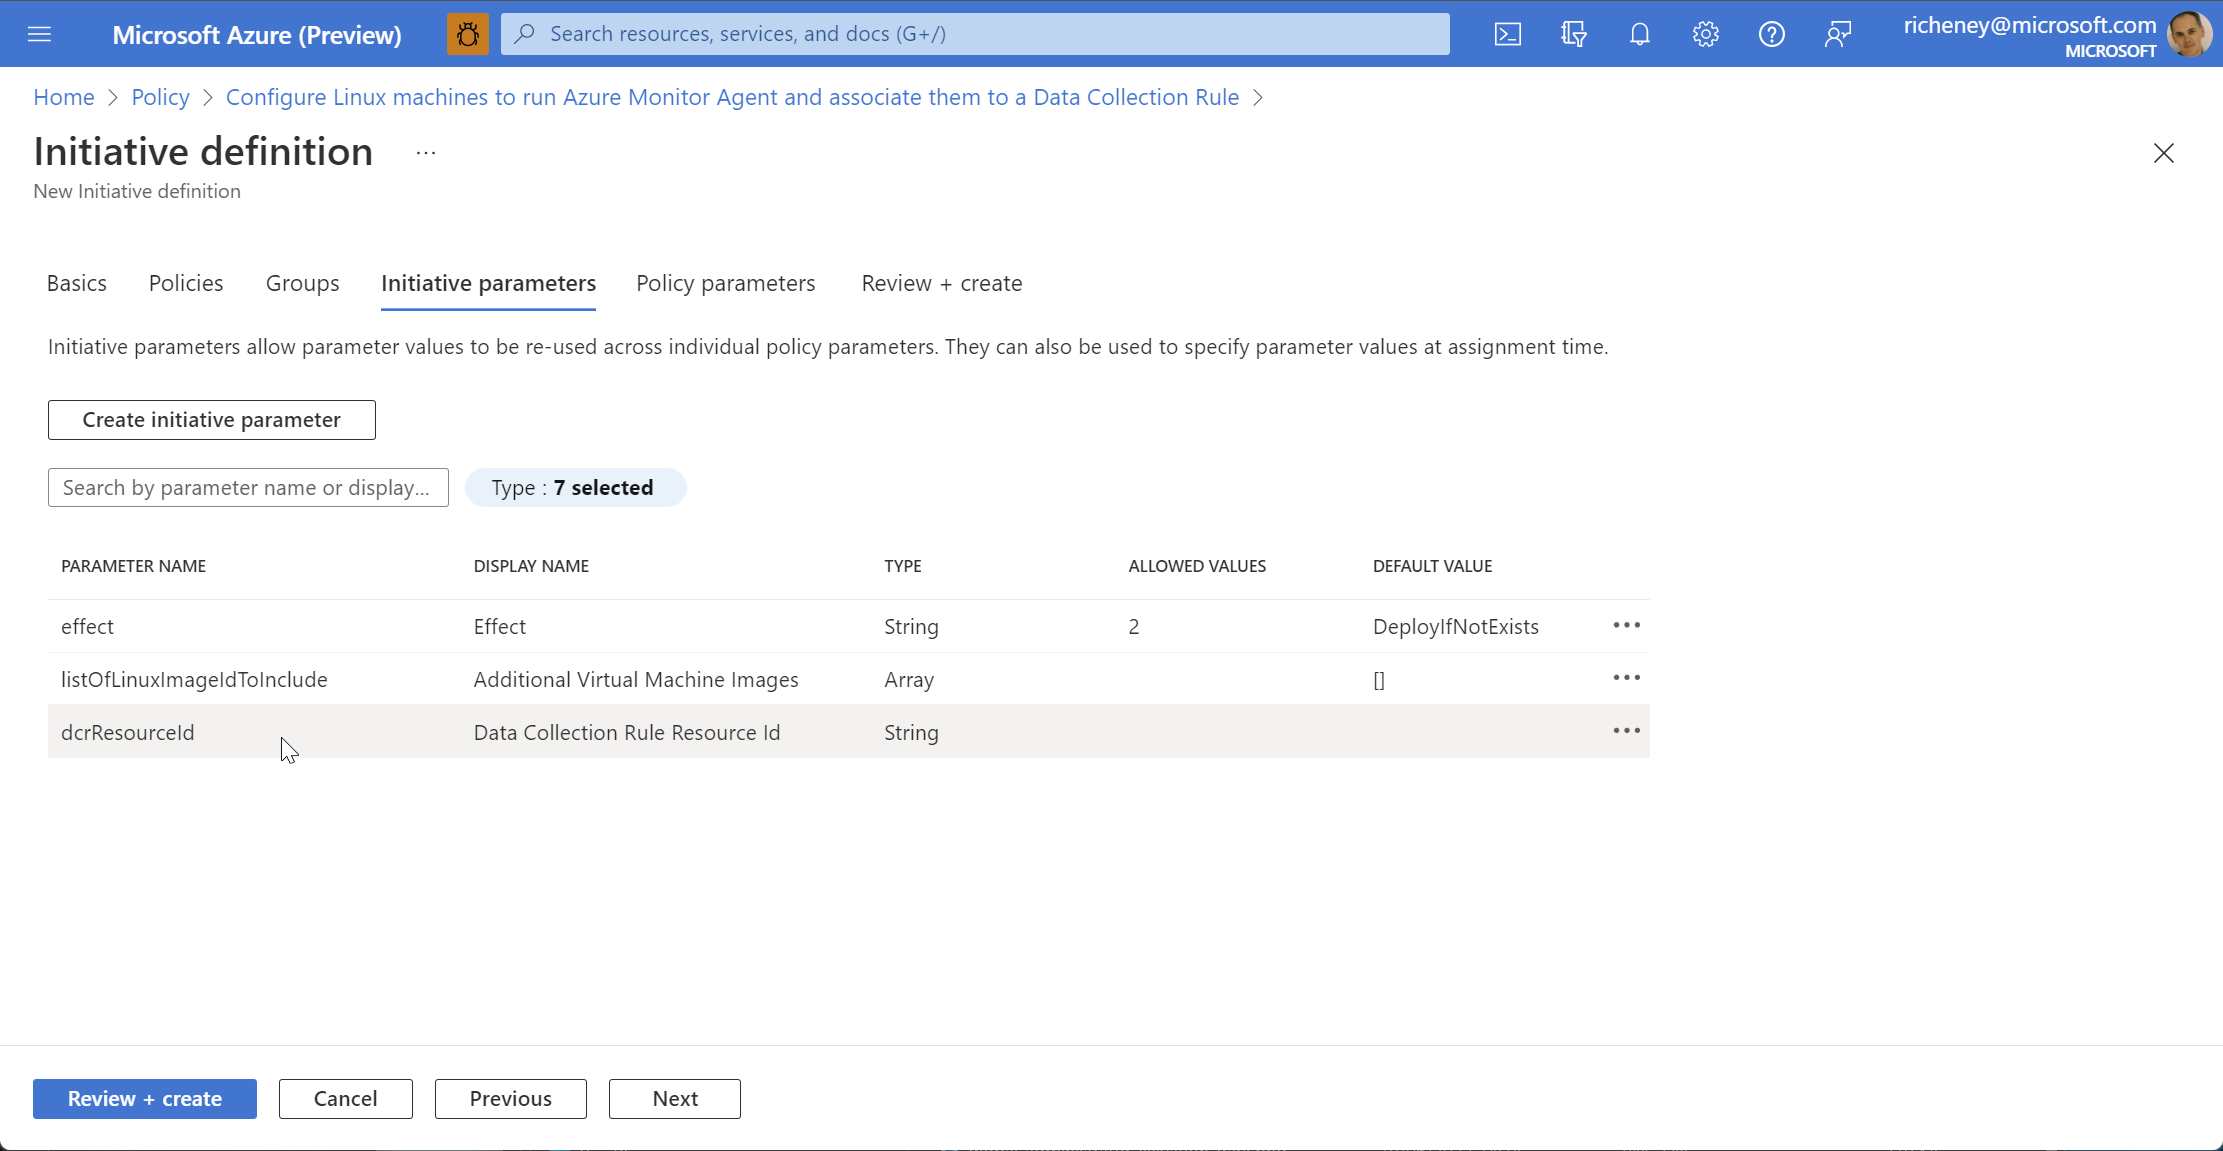 Microsoft Azure (Preview)
Search resources, services, and docs (G+/)
richeney@microsoft.com
MICROSOFT
Home > Policy > Configure Linux machines to run Azure Monitor Agent and associate them to a Data Collection Rule >
Initiative definition ...
New Initiative definition
Basics Policies Groups Initiative parameters Policy parameters Review + create
Initiative parameters allow parameter values to be re-used across individual policy parameters. They can also be used to specify parameter values at assignment time.
Create initiative parameter
Search by parameter name or display... Type : 7 selected
PARAMETER NAME DISPLAY NAME TYPE ALLOWED VALUES DEFAULT VALUE
effect Effect String 2 DeployIfNotExists
listOfLinuxImageIdToInclude Additional Virtual Machine Images Array []
dcrResourceId Data Collection Rule Resource Id String
Review + create Cancel Previous Next